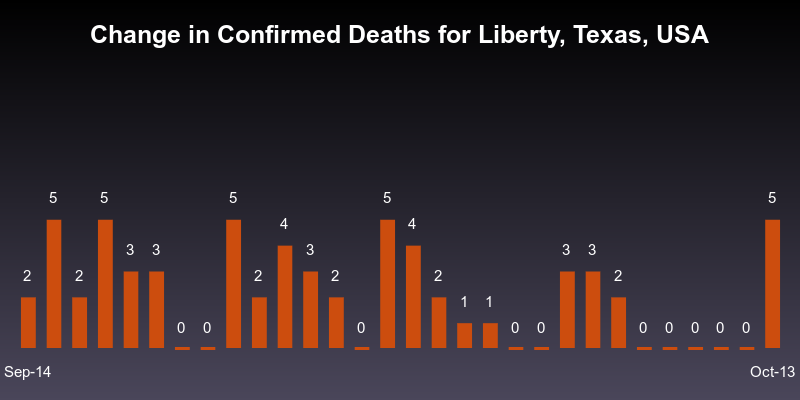 Change in Confirmed Deaths for Liberty, Texas, USA
2 5 2 5 3 3 0 0 5 2 4 3 2 0 5 4 2 1 1 0 0 3 3 2 0 0 0 0 0 5
Sep-14 Oct-13